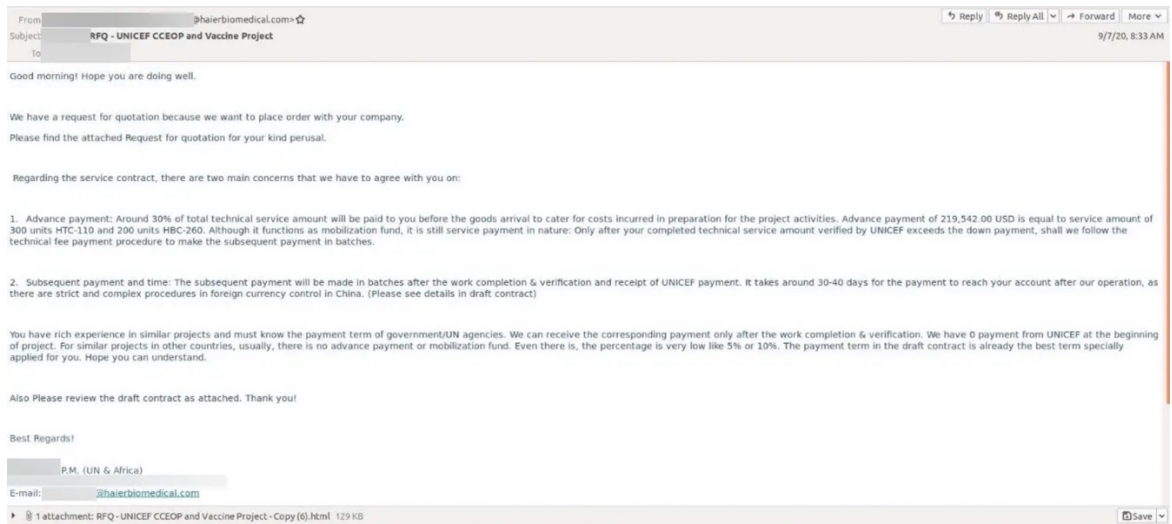 From @haierbiomedical.com>
Reply Reply All Forward More
Subject RFQ - UNICEF CCEOP and Vaccine Project
9/7/20, 8:33 AM
To
Good morning! Hope you are doing well.
We have a request for quotation because we want to place order with your company.
Please find the attached Request for quotation for your kind perusal.
Regarding the service contract, there are two main concerns that we have to agree with you on:
1. Advance payment: Around 30% of total technical service amount will be paid to you before the goods arrival to cater for costs incurred in preparation for the project activities. Advance payment of 219,542.00 USD is equal to service amount of
300 units HTC-110 and 200 units HBC-260. Although it functions as mobilization fund, it is still service payment in nature: Only after your completed technical service amount verified by UNICEF exceeds the down payment, shall we follow the
technical fee payment procedure to make the subsequent payment in batches.
2. Subsequent payment and time: The subsequent payment will be made in batches after the work completion & verification and receipt of UNICEF payment. It takes around 30-40 days for the payment to reach your account after our operation, as
there are strict and complex procedures in foreign currency control in China. (Please see details in draft contract)
You have rich experience in similar projects and must know the payment term of government/UN agencies. We can receive the corresponding payment only after the work completion & verification. We have 0 payment from UNICEF at the beginning
of project. For similar projects in other countries, usually, there is no advance payment or mobilization fund. Even there is, the percentage is very low like 5% or 10%. The payment term in the draft contract is already the best term specially
applied for you. Hope you can understand.
Also Please review the draft contract as attached. Thank you!
Best Regards!
P.M. (UN & Africa)
E-mail: @haierbiomedical.com
1 attachment: RFQ - UNICEF CCEOP and Vaccine Project - Copy (6).html 129 KB
Save